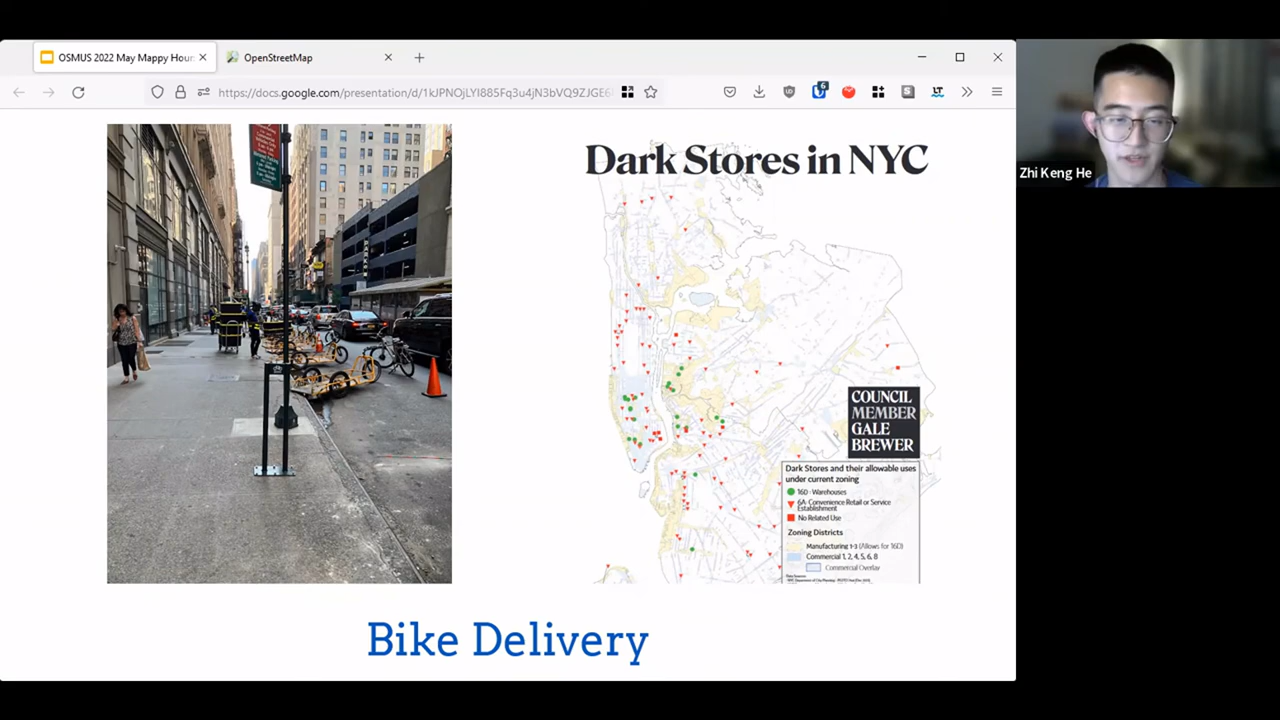 OSMUS 2022 May Mappy Hour
OpenStreetMap
https://docs.google.com/presentation/d/1kJPNOjLYI885Fq3u4jN3bVQ9ZJGE6
Zhi Keng He
PARK
Dark Stores in NYC
COUNCIL
MEMBER
GALE
BREWER
Dark Stores and their allowable uses
under current zoning
16D - Warehouses
6A- Convenience Retail or Service
Establishment
No Related Use
Zoning Districts
Manufacturing 1-3 (Allows for 16D)
Commercial 1, 2, 4, 5, 6, 8
Commercial Overlay
Bike Delivery